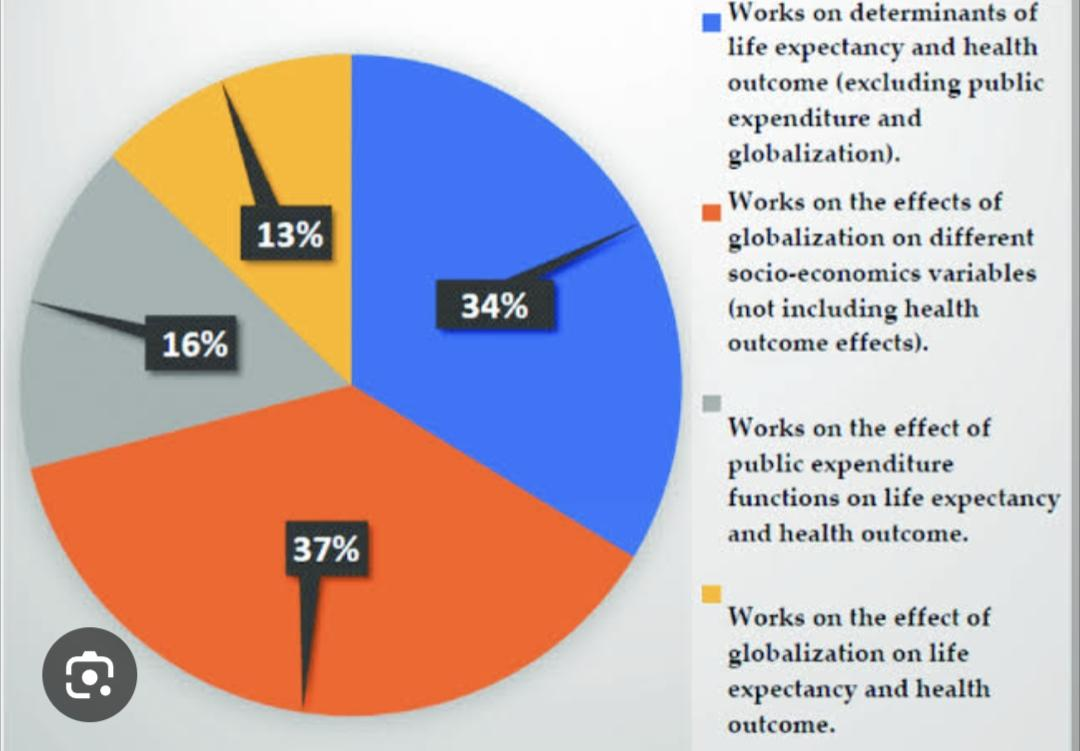 Works on determinants of
life expectancy and health
outcome (excluding public
expenditure and
globalization).
Works on the effects of
globalization on different
socio-economics variables
(not including health
outcome effects).
Works on the effect of
public expenditure
functions on life expectancy
and health outcome.
Works on the effect of
globalization on life
expectancy and health
outcome.
13%
34%
16%
37%